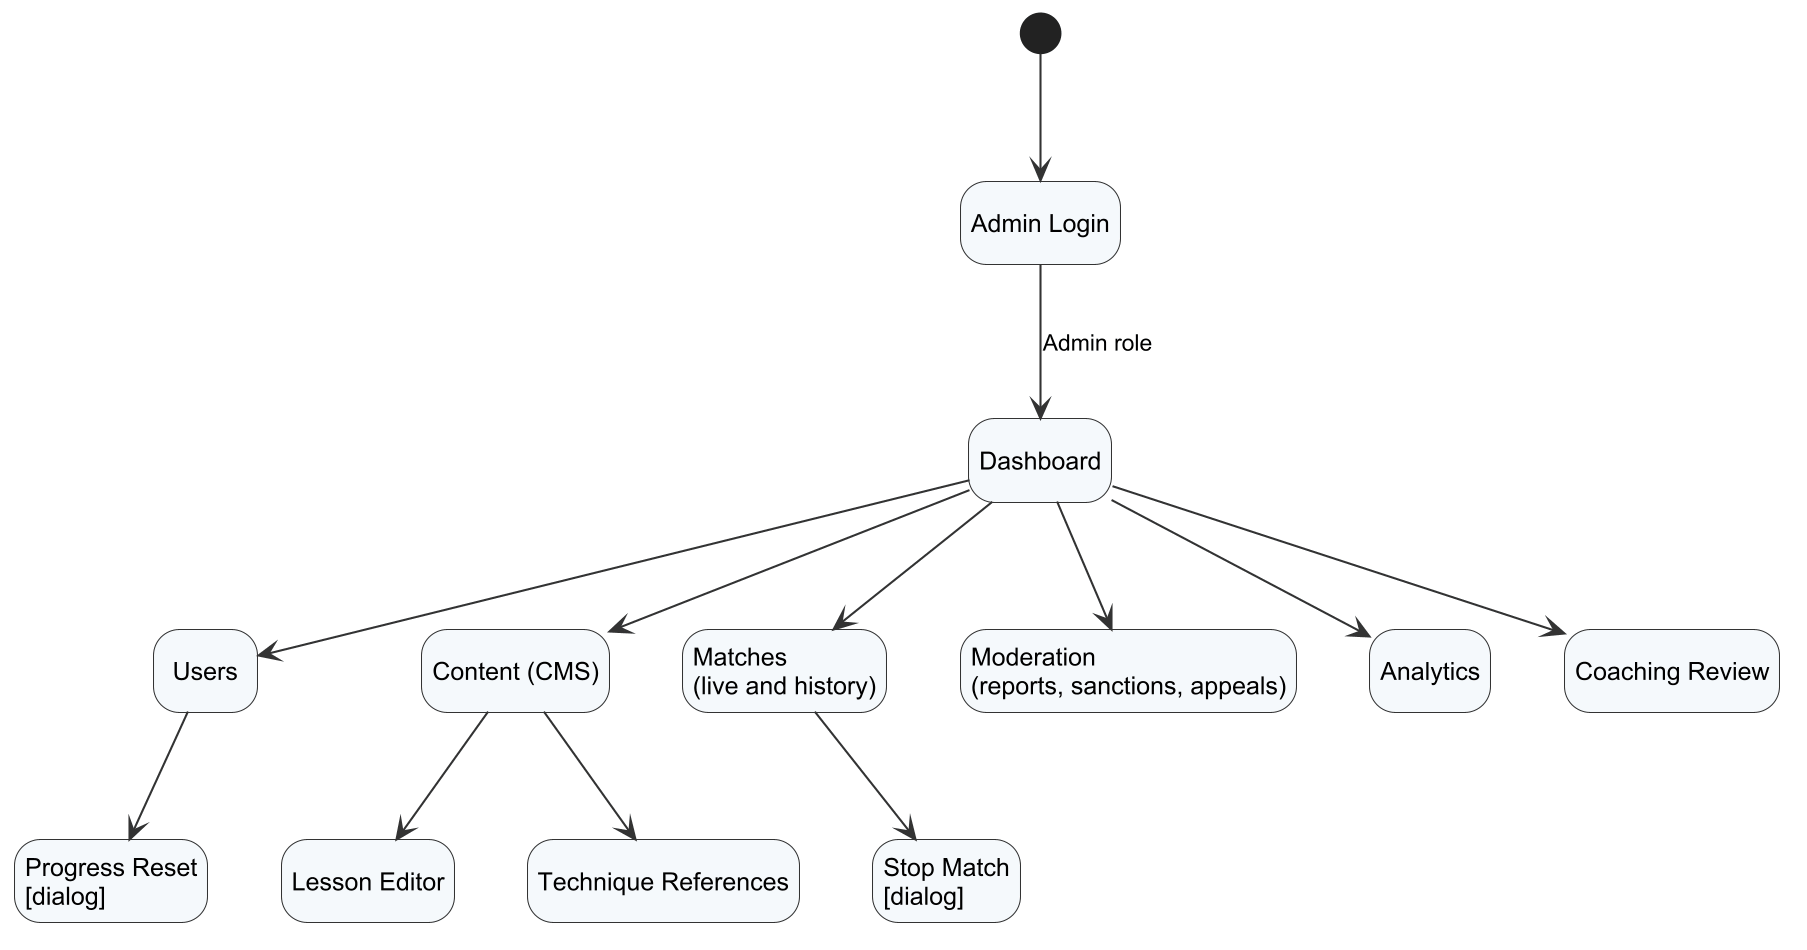 Admin Login
Admin role
Dashboard
Users
Content (CMS)
Matches
(live and history)
Moderation
(reports, sanctions, appeals)
Analytics
Coaching Review
Progress Reset
[dialog]
Lesson Editor
Technique References
Stop Match
[dialog]